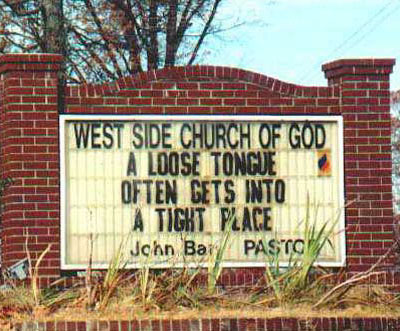 WEST SIDE CHURCH OF GOD
A LOOSE TONGUE
OFTEN GETS INTO
A TIGHT PLACE
John PASTOR